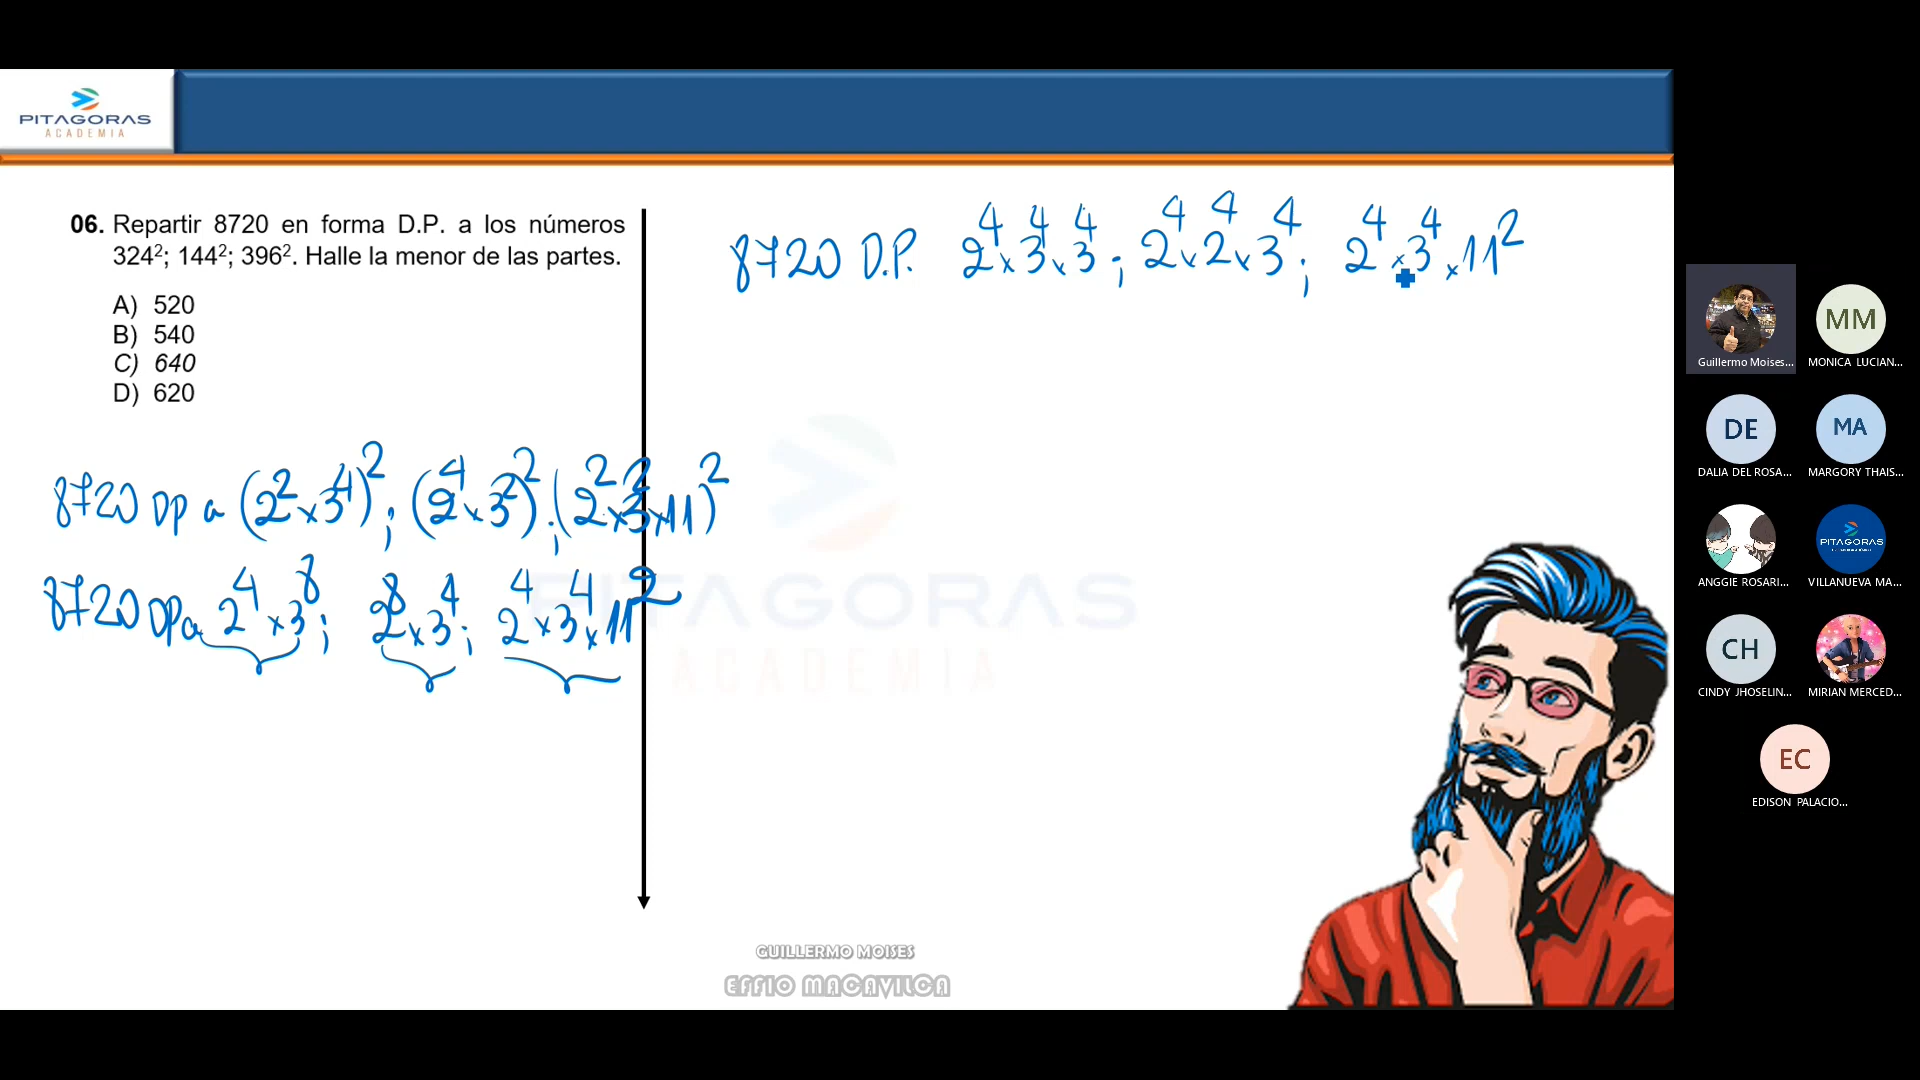 PITAGORAS
ACADEMIA
06. Repartir 8720 en forma D.P. a los números
324²; 144²; 396². Halle la menor de las partes.
A) 520
B) 540
C) 640
D) 620
8720 DP a (2²×3⁴)²; (2⁴×3²)²; (2²×3²×11)²
8720 DPa 2⁴×3⁸; 2⁸×3⁴; 2⁴×3⁴×11²
8720 D.P. 2⁴×3⁴×3⁴; 2⁴×2⁴×3⁴; 2⁴×3⁴×11²
PITAGORAS
ACADEMIA
GUILLERMO MOISES
EFFIO MACAVILCA
Guillermo Moises...
MM
MONICA LUCIAN...
DE
DALIA DEL ROSA...
MA
MARGORY THAIS...
ANGGIE ROSARI...
PITAGORAS
VILLANUEVA MA...
CH
CINDY JHOSELIN...
MIRIAN MERCED...
EC
EDISON PALACIO...